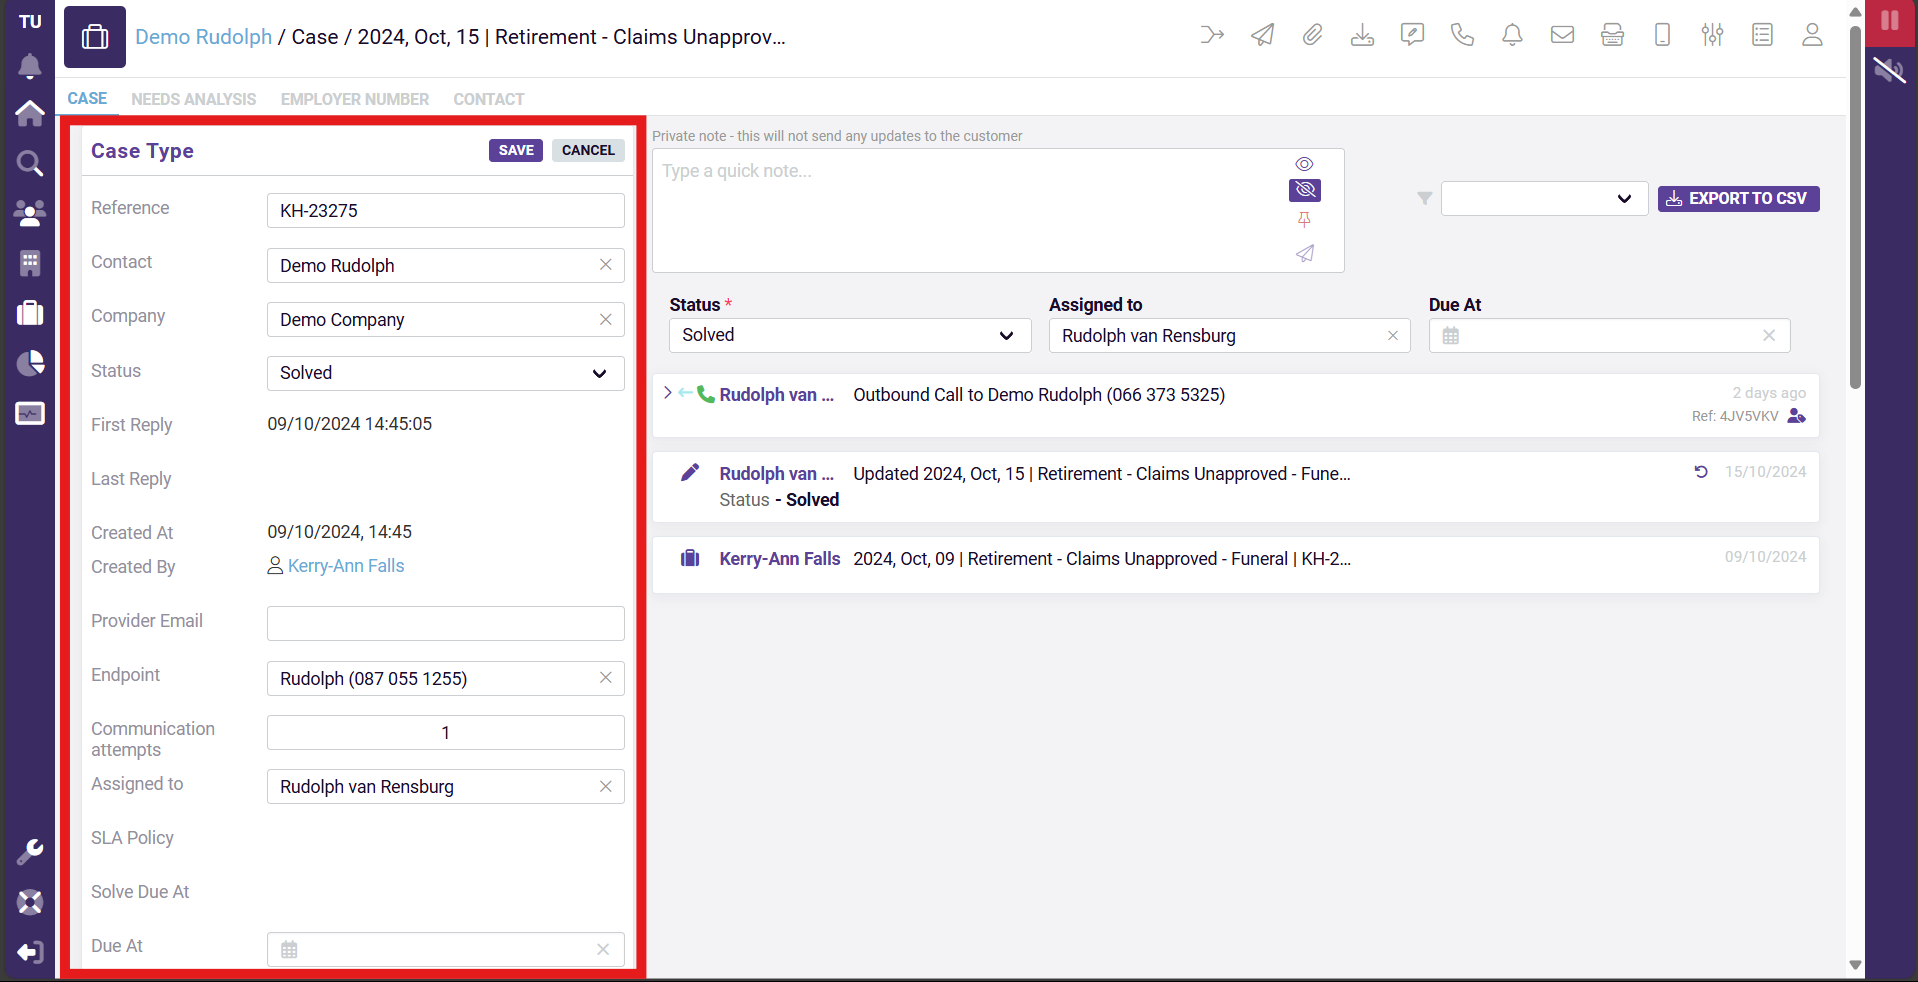 TU
Demo Rudolph / Case / 2024, Oct, 15 | Retirement - Claims Unapprov...
CASE NEEDS ANALYSIS EMPLOYER NUMBER CONTACT
Case Type SAVE CANCEL
Reference KH-23275
Contact Demo Rudolph
Company Demo Company
Status Solved
First Reply 09/10/2024 14:45:05
Last Reply
Created At 09/10/2024, 14:45
Created By Kerry-Ann Falls
Provider Email
Endpoint Rudolph (087 055 1255)
Communication
attempts 1
Assigned to Rudolph van Rensburg
SLA Policy
Solve Due At
Due At
Private note - this will not send any updates to the customer
Type a quick note...
EXPORT TO CSV
Status * Assigned to Due At
Solved Rudolph van Rensburg
Rudolph van ... Outbound Call to Demo Rudolph (066 373 5325) 2 days ago
Ref: 4JV5VKV
Rudolph van ... Updated 2024, Oct, 15 | Retirement - Claims Unapproved - Fune... 15/10/2024
Status - Solved
Kerry-Ann Falls 2024, Oct, 09 | Retirement - Claims Unapproved - Funeral | KH-2... 09/10/2024